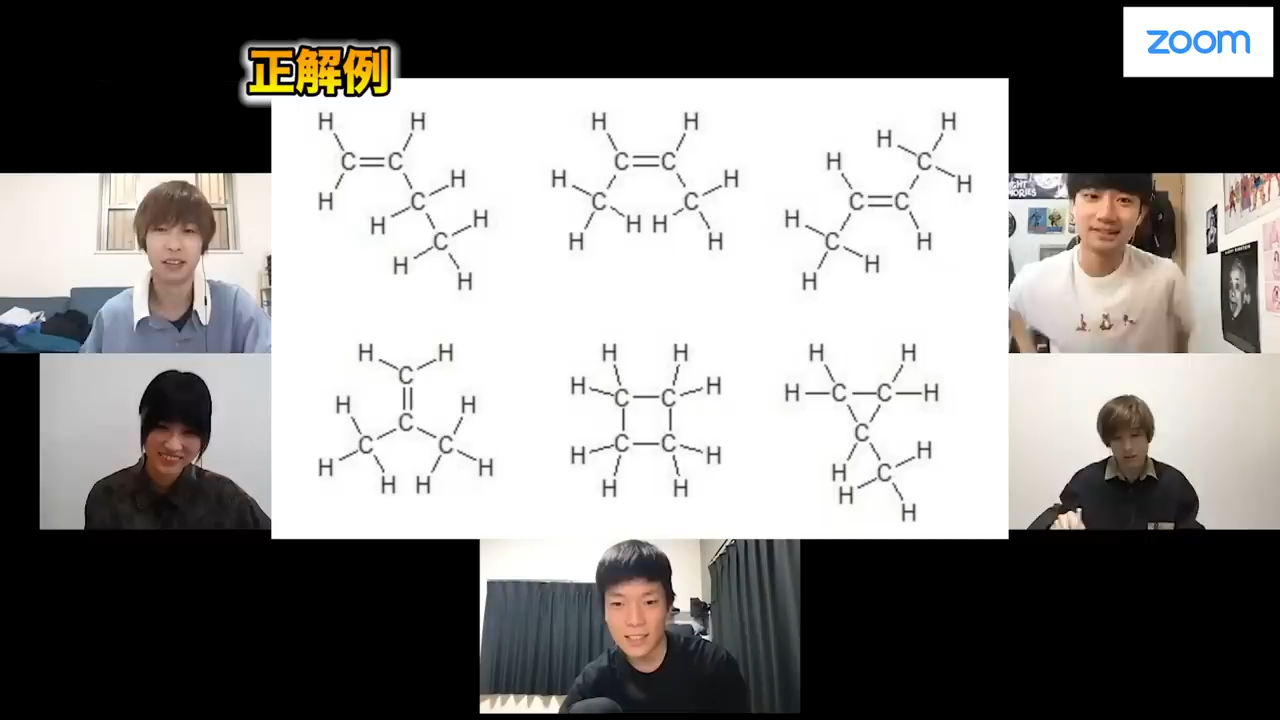 zoom
正解例
H H H H H
C=C C=C H C H
H H H H C H H
H C C C C=C
H H H H H H C H
C H H H
H H H
H H H H H H
C H C C H H C C H
H C H C
H C C H H C C H H H
H H H H H C
H H H H
H